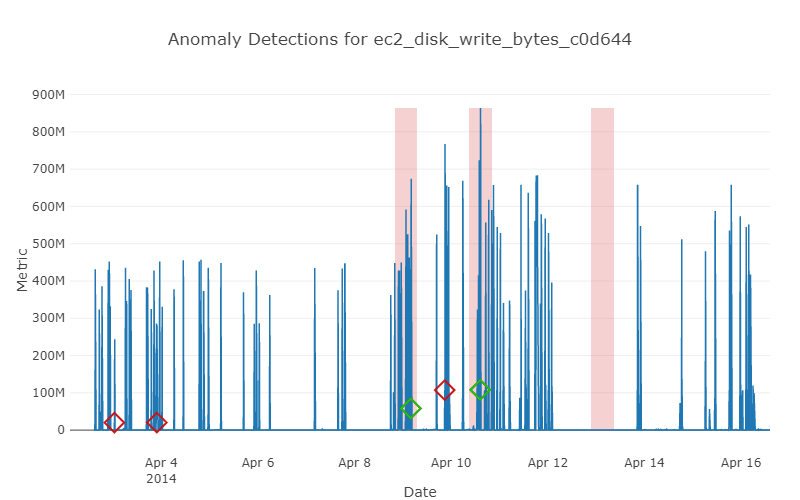 Anomaly Detections for ec2_disk_write_bytes_c0d644
900M
800M
700M
600M
500M
400M
300M
200M
100M
0
Metric
Apr 4
2014
Apr 6
Apr 8
Apr 10
Apr 12
Apr 14
Apr 16
Date